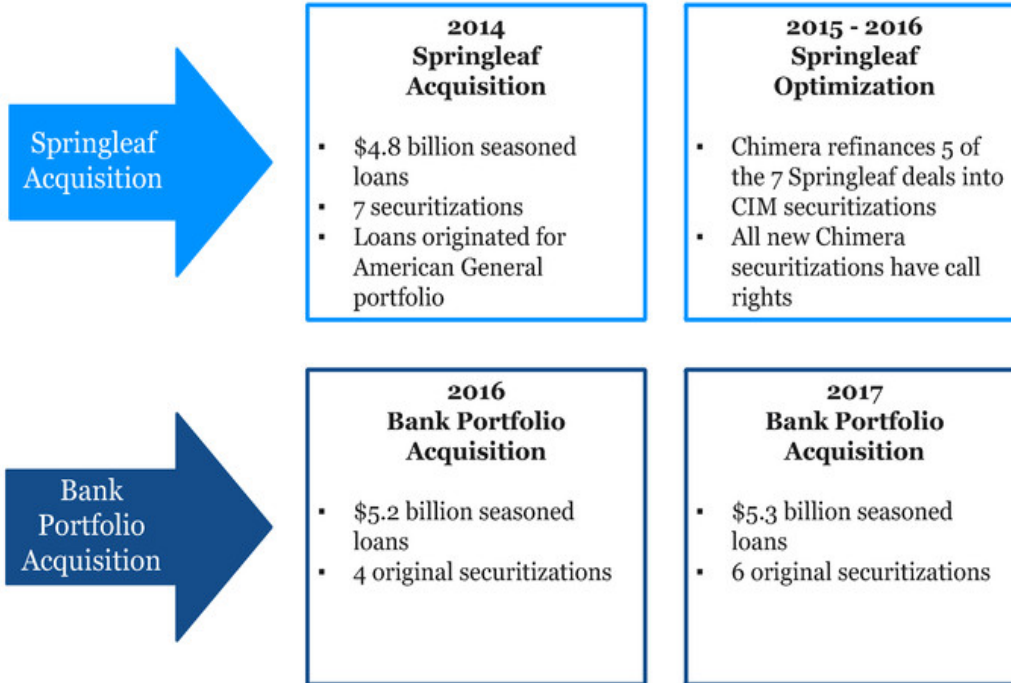 Springleaf
Acquisition
2014
Springleaf
Acquisition
▪ $4.8 billion seasoned
loans
▪ 7 securitizations
▪ Loans originated for
American General
portfolio
2015 - 2016
Springleaf
Optimization
▪ Chimera refinances 5 of
the 7 Springleaf deals into
CIM securitizations
▪ All new Chimera
securitizations have call
rights
Bank
Portfolio
Acquisition
2016
Bank Portfolio
Acquisition
▪ $5.2 billion seasoned
loans
▪ 4 original securitizations
2017
Bank Portfolio
Acquisition
▪ $5.3 billion seasoned
loans
▪ 6 original securitizations